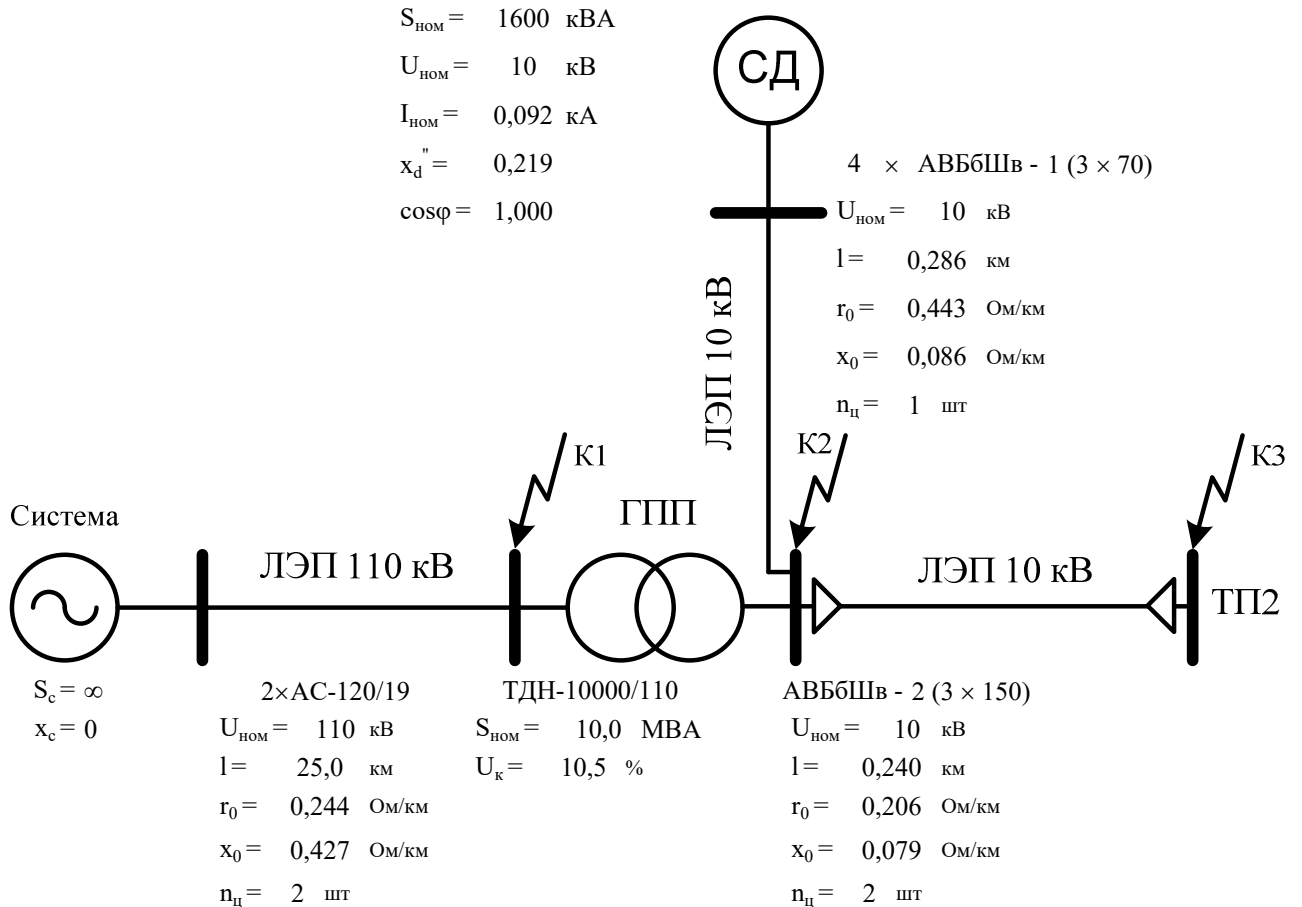 Sном = 1600 кВА
Uном = 10 кВ
Iном = 0,092 кА
xd" = 0,219
cosφ = 1,000
СД
4 × АВБбШв - 1 (3 × 70)
Uном = 10 кВ
l = 0,286 км
r0 = 0,443 Ом/км
x0 = 0,086 Ом/км
nц = 1 шт
ЛЭП 10 кВ
К1
К2
К3
Система
ЛЭП 110 кВ
ГПП
ЛЭП 10 кВ
ТП2
Sс = ∞
xс = 0
2×АС-120/19
Uном = 110 кВ
l = 25,0 км
r0 = 0,244 Ом/км
x0 = 0,427 Ом/км
nц = 2 шт
ТДН-10000/110
Sном = 10,0 МВА
Uк = 10,5 %
АВБбШв - 2 (3 × 150)
Uном = 10 кВ
l = 0,240 км
r0 = 0,206 Ом/км
x0 = 0,079 Ом/км
nц = 2 шт